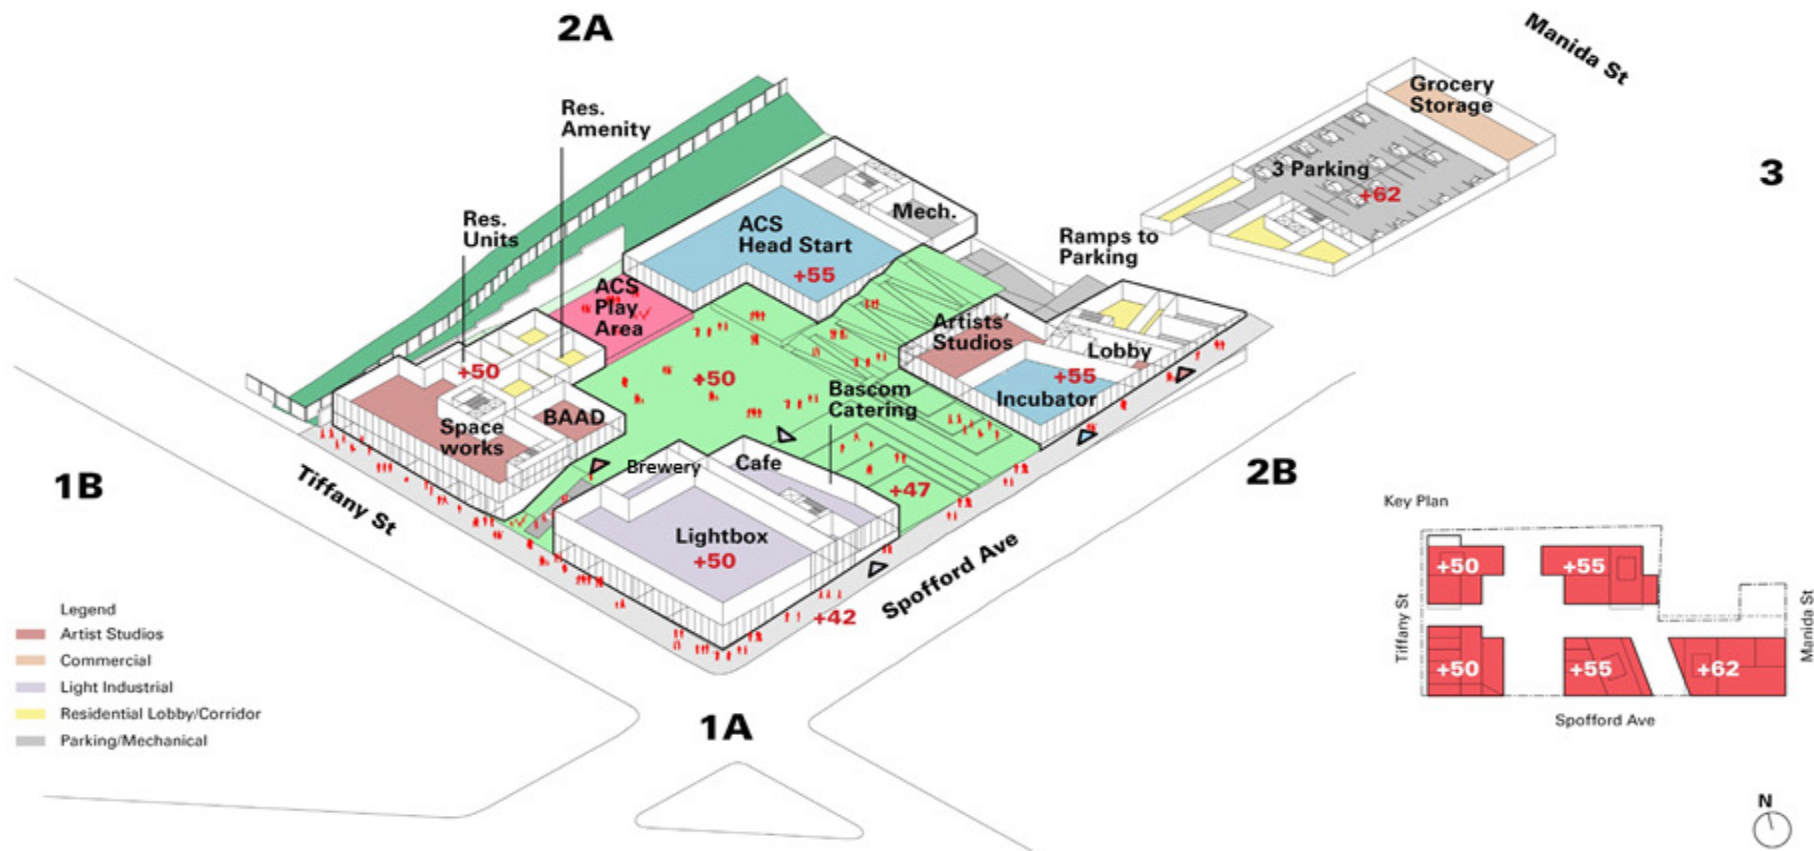 2A
Manida St
Res.
Amenity
Grocery
Storage
3 Parking
+62
3
Res.
Units
Mech.
ACS
Head Start
+55
Ramps to
Parking
ACS
Play
Area
Artists'
Studios
Lobby
+55
Incubator
+50
+50
Bascom
Catering
BAAD
Space
works
Brewery
Cafe
+47
Lightbox
+50
1B
Tiffany St
2B
Spofford Ave
+42
1A
Legend
Artist Studios
Commercial
Light Industrial
Residential Lobby/Corridor
Parking/Mechanical
Key Plan
+50
+55
+50
+55
+62
Tiffany St
Manida St
Spofford Ave
N